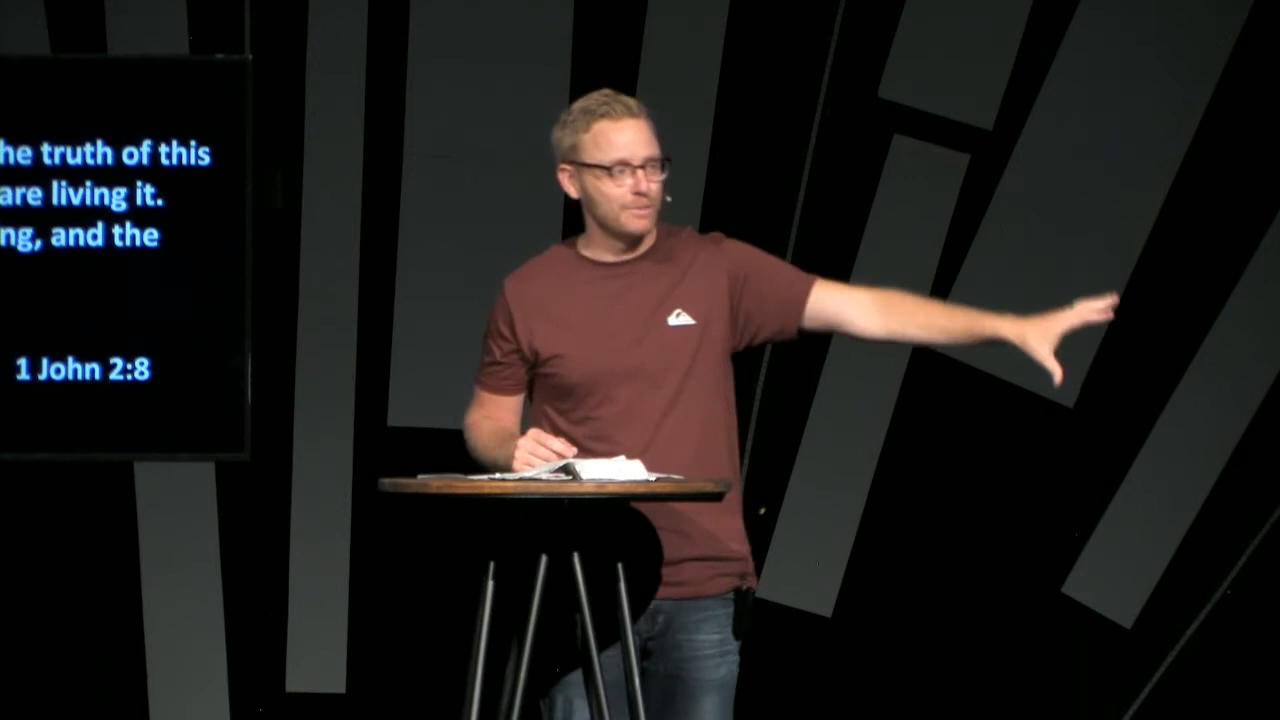 he truth of this
are living it.
ng, and the
1 John 2:8